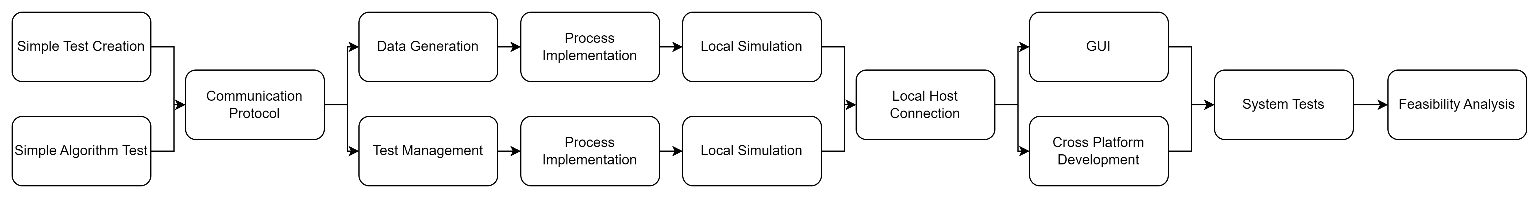 Simple Test Creation
Simple Algorithm Test
Communication
Protocol
Data Generation
Process
Implementation
Local Simulation
Test Management
Process
Implementation
Local Simulation
Local Host
Connection
GUI
Cross Platform
Development
System Tests
Feasibility Analysis